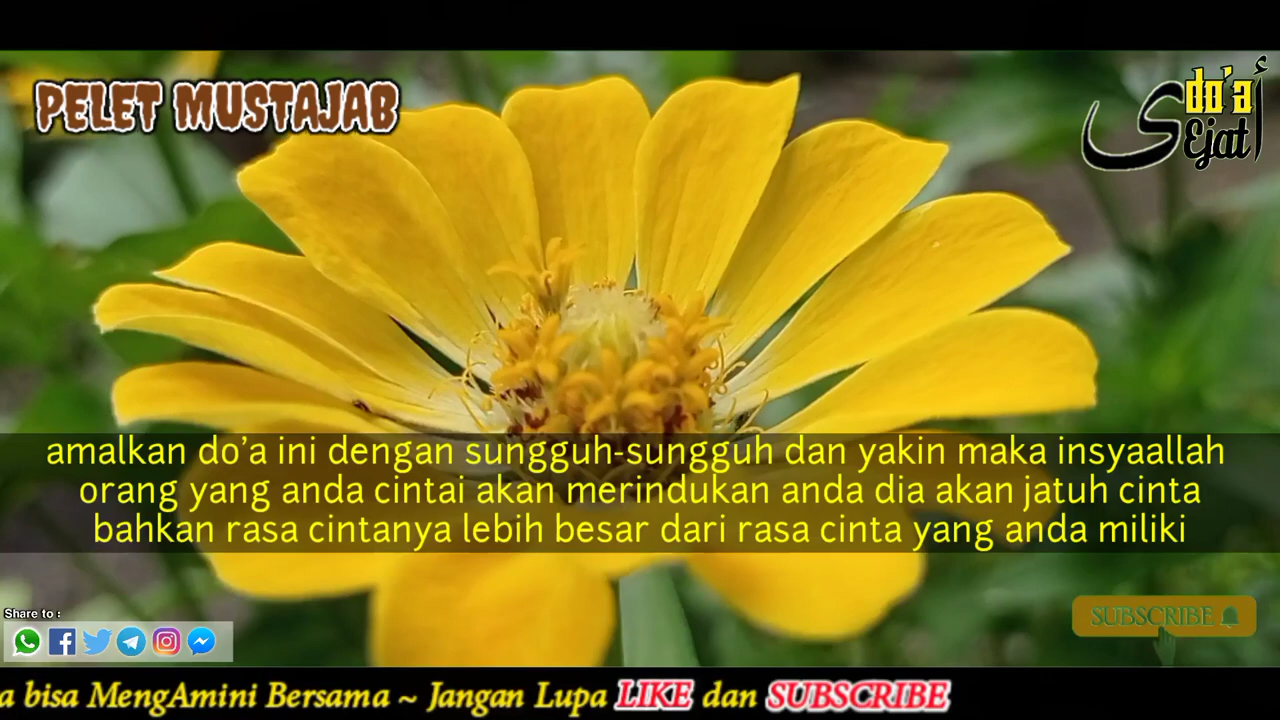 PELET MUSTAJAB
أ do'a ى
Ejati
amalkan do'a ini dengan sungguh-sungguh dan yakin maka insyaallah
orang yang anda cintai akan merindukan anda dia akan jatuh cinta
bahkan rasa cintanya lebih besar dari rasa cinta yang anda miliki
Share to :
SUBSCRIBE
a bisa MengAmini Bersama ~ Jangan Lupa LIKE dan SUBSCRIBE